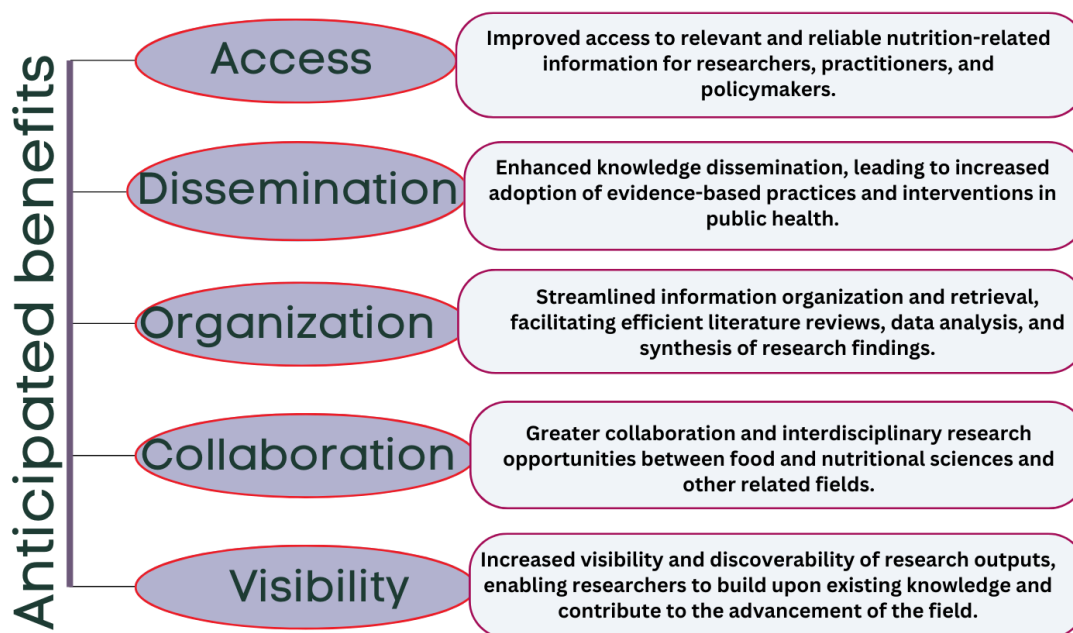 Anticipated benefits
Access
Improved access to relevant and reliable nutrition-related
information for researchers, practitioners, and
policymakers.
Dissemination
Enhanced knowledge dissemination, leading to increased
adoption of evidence-based practices and interventions in
public health.
Organization
Streamlined information organization and retrieval,
facilitating efficient literature reviews, data analysis, and
synthesis of research findings.
Collaboration
Greater collaboration and interdisciplinary research
opportunities between food and nutritional sciences and
other related fields.
Visibility
Increased visibility and discoverability of research outputs,
enabling researchers to build upon existing knowledge and
contribute to the advancement of the field.